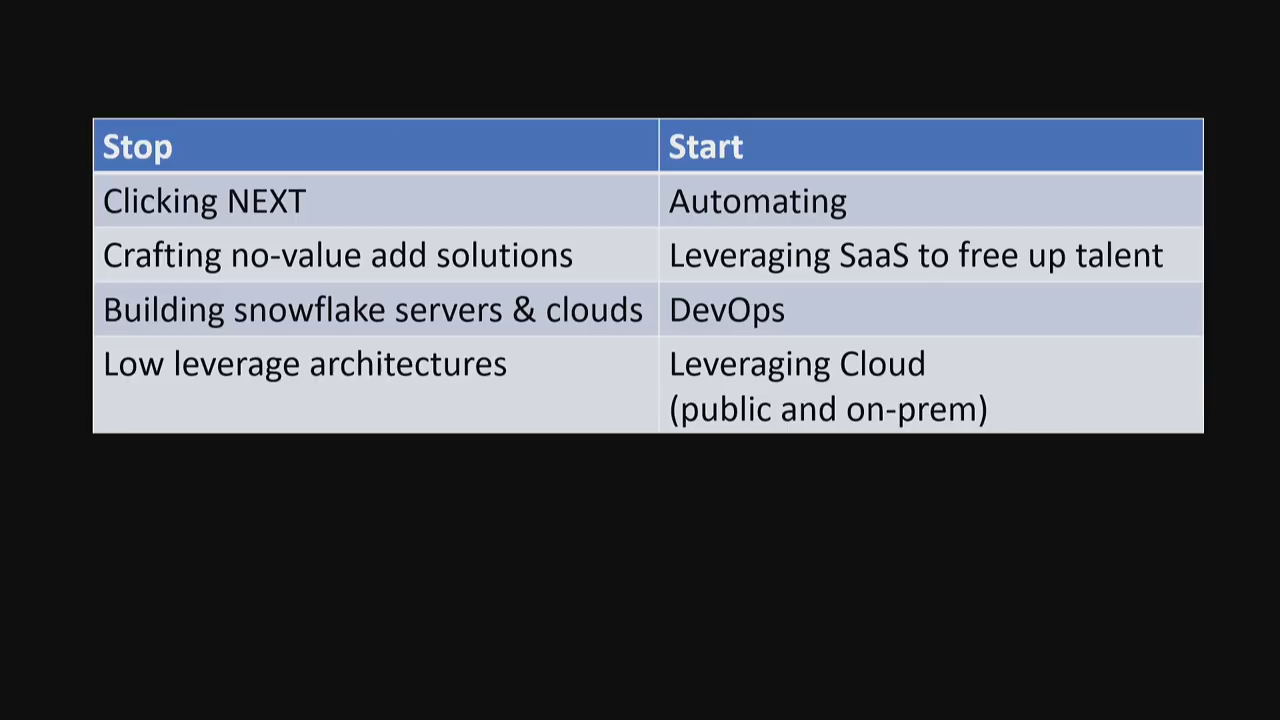 Stop Start
Clicking NEXT Automating
Crafting no-value add solutions Leveraging SaaS to free up talent
Building snowflake servers & clouds DevOps
Low leverage architectures Leveraging Cloud
(public and on-prem)